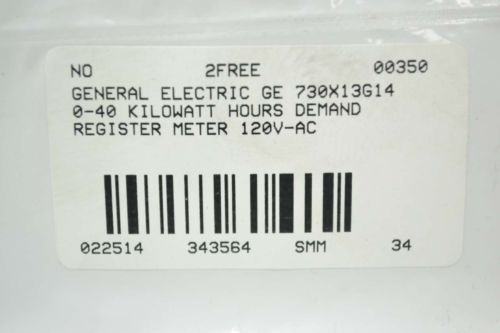 NO 2FREE 00350
GENERAL ELECTRIC GE 730X13G14
0-40 KILOWATT HOURS DEMAND
REGISTER METER 120V-AC
022514 343564 SMM 34